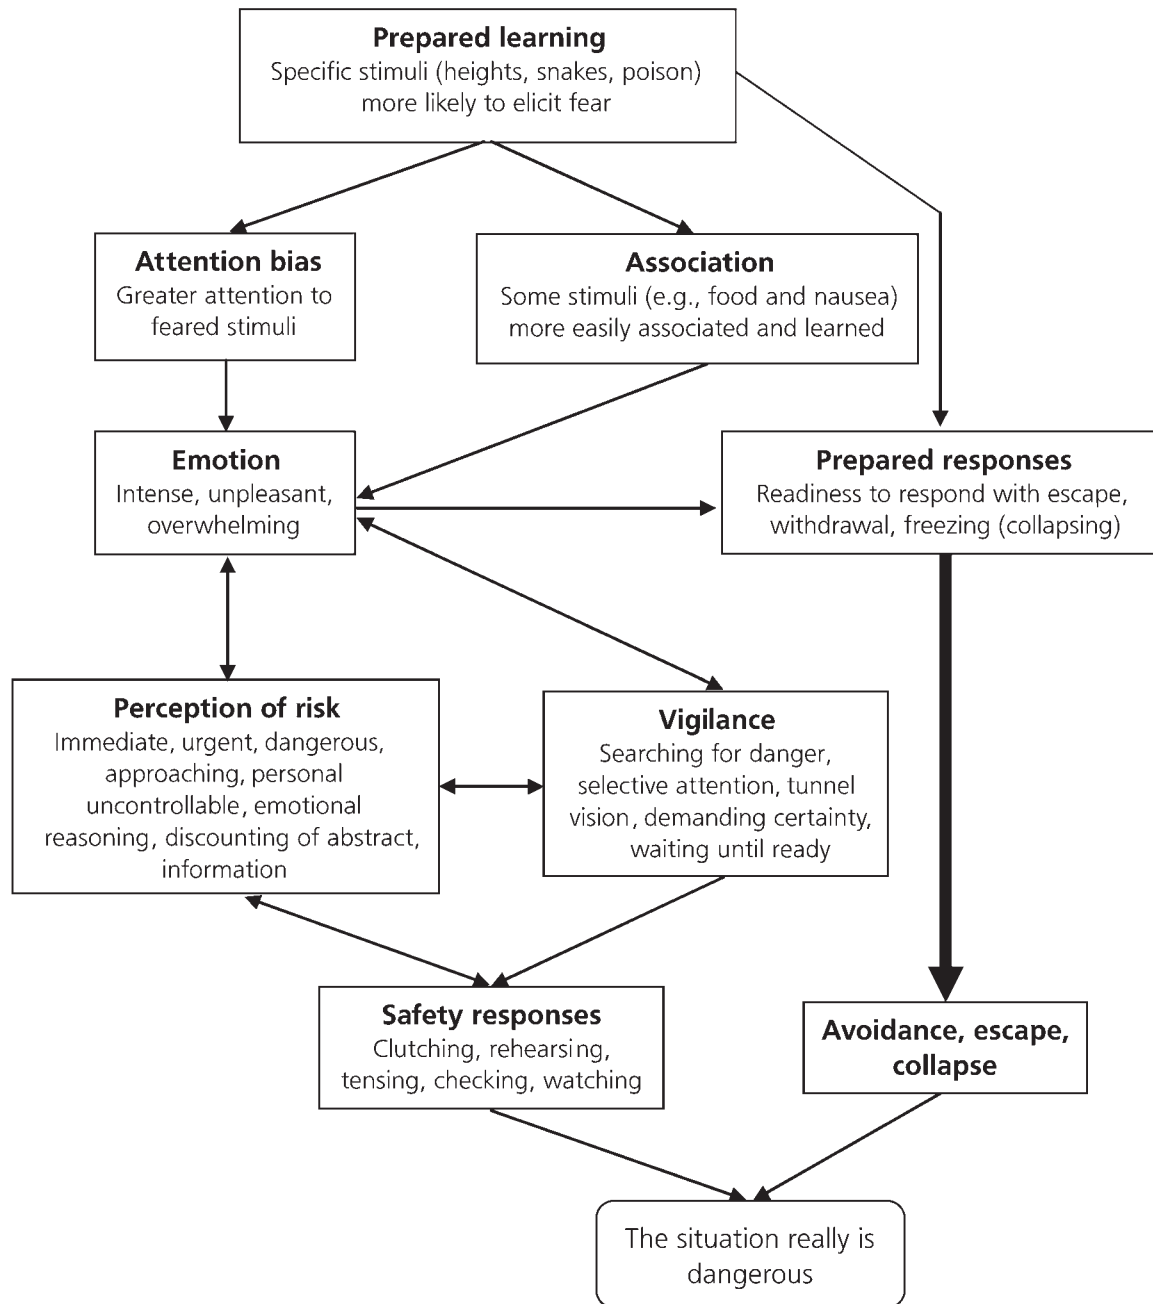 Prepared learning
Specific stimuli (heights, snakes, poison)
more likely to elicit fear
Attention bias
Greater attention to
feared stimuli
Association
Some stimuli (e.g., food and nausea)
more easily associated and learned
Emotion
Intense, unpleasant,
overwhelming
Prepared responses
Readiness to respond with escape,
withdrawal, freezing (collapsing)
Perception of risk
Immediate, urgent, dangerous,
approaching, personal
uncontrollable, emotional
reasoning, discounting of abstract,
information
Vigilance
Searching for danger,
selective attention, tunnel
vision, demanding certainty,
waiting until ready
Safety responses
Clutching, rehearsing,
tensing, checking, watching
Avoidance, escape,
collapse
The situation really is
dangerous